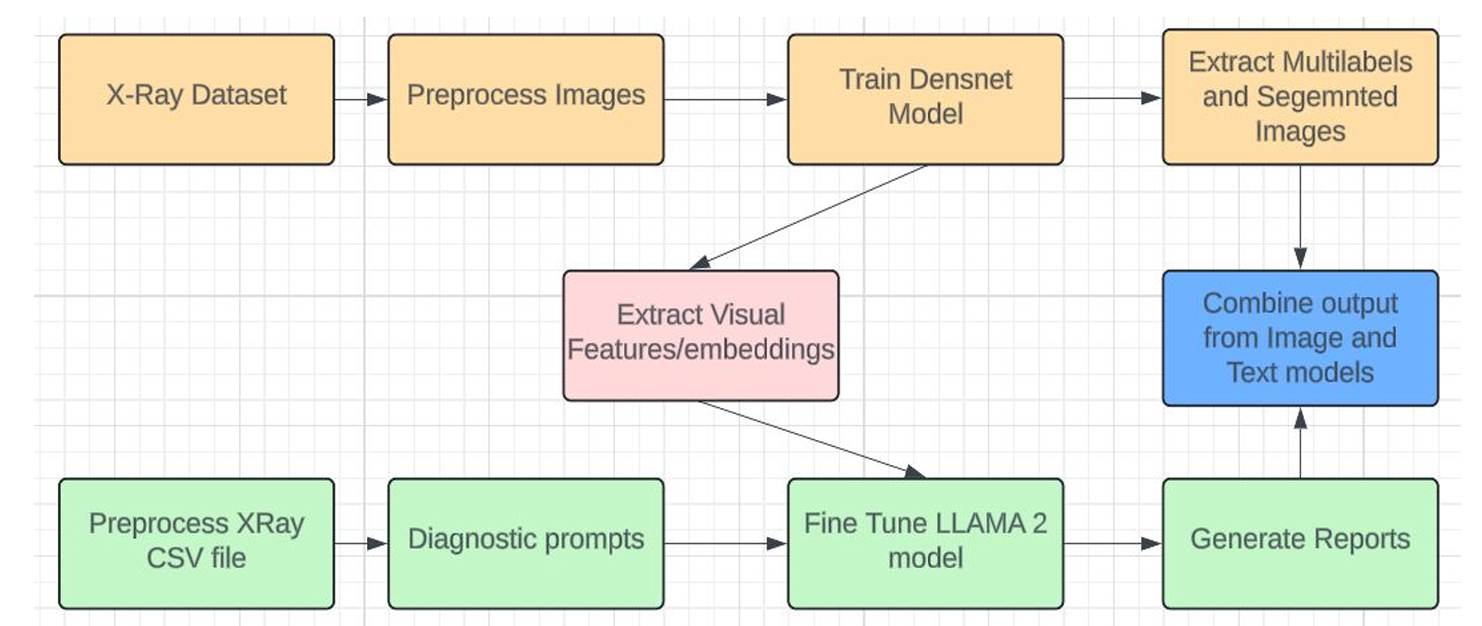 X-Ray Dataset
Preprocess Images
Train Densnet
Model
Extract Multilabels
and Segemnted
Images
Extract Visual
Features/embeddings
Combine output
from Image and
Text models
Preprocess XRay
CSV file
Diagnostic prompts
Fine Tune LLAMA 2
model
Generate Reports